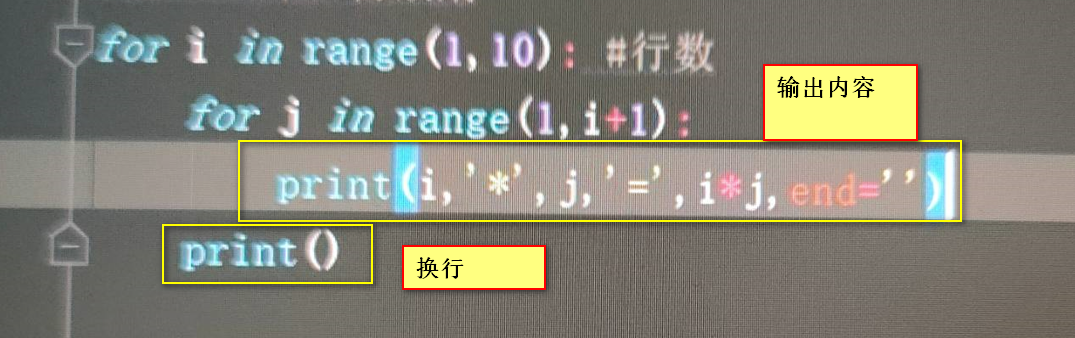 for i in range(1,10): #行数
for j in range(1,i+1):
输出内容
print(i,'*',j,'=',i*j,end='')
print()
换行